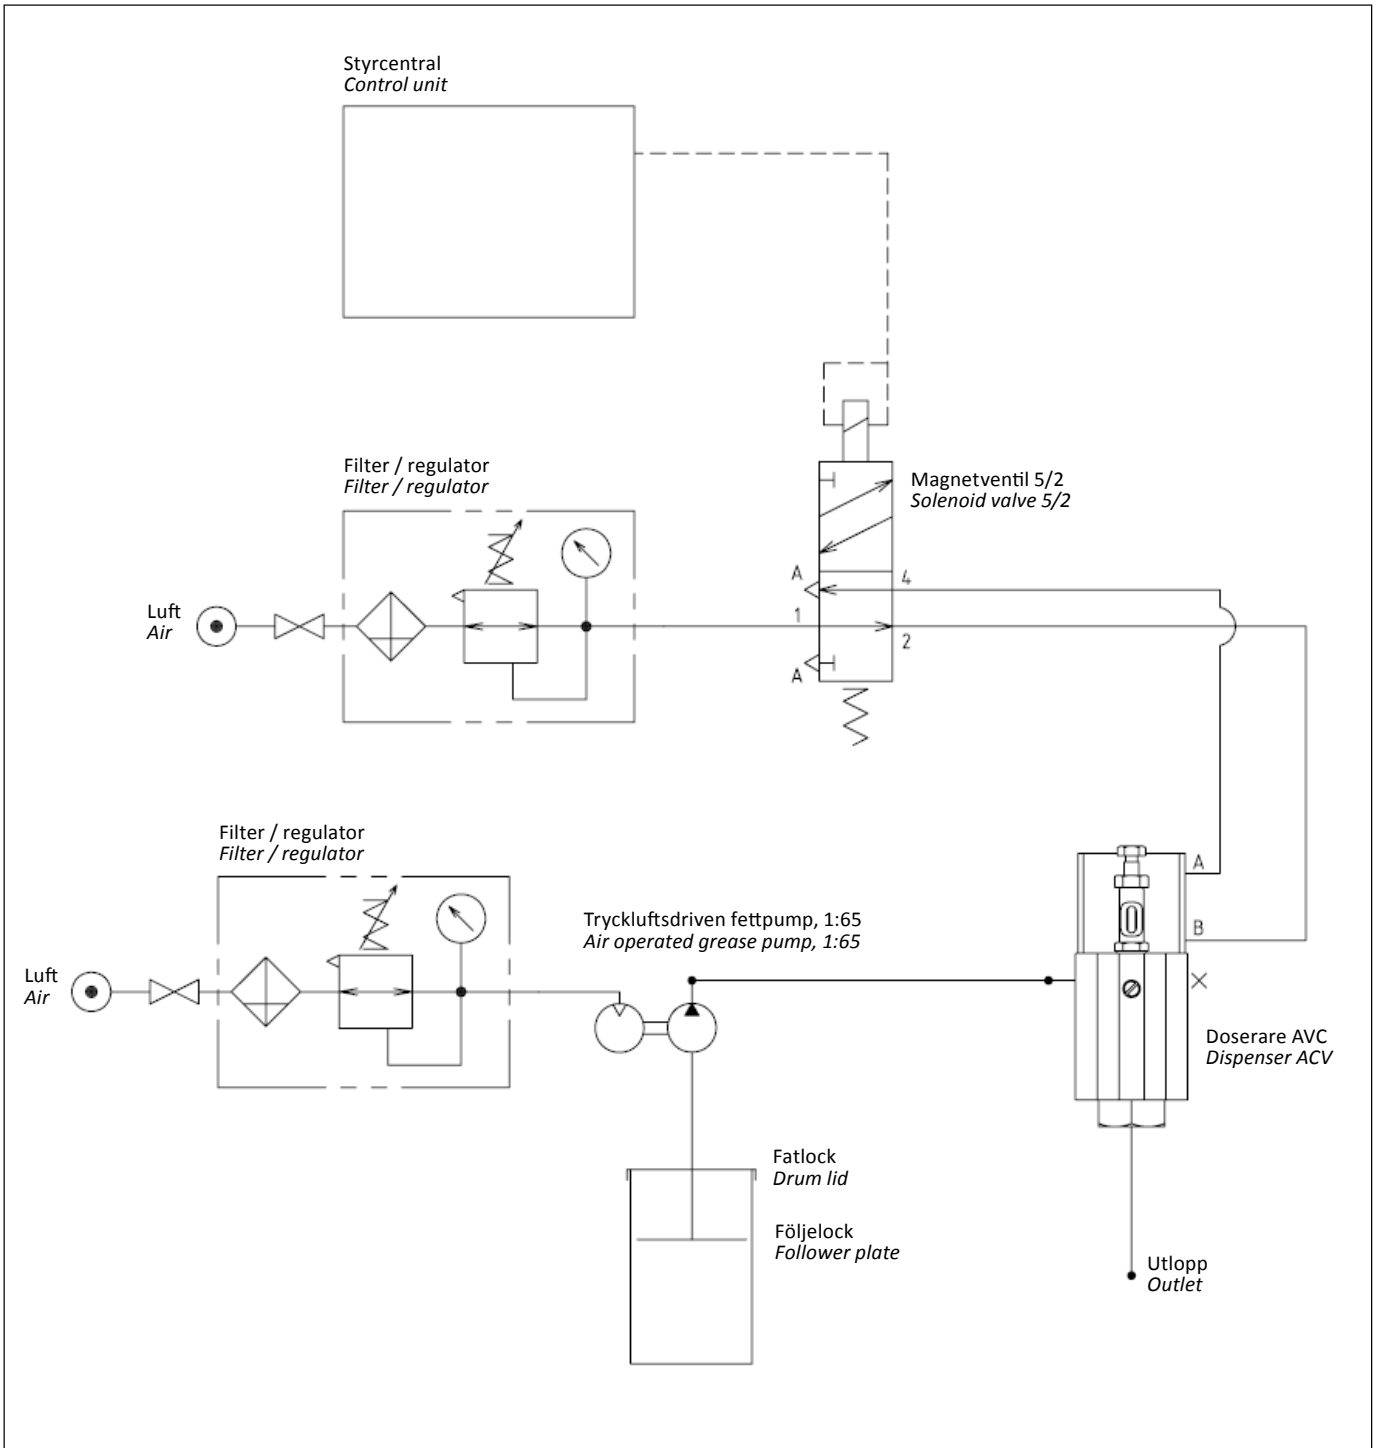 Styrcentral
Control unit
Filter / regulator
Filter / regulator
Magnetventil 5/2
Solenoid valve 5/2
A
4
1
2
A
Luft
Air
Filter / regulator
Filter / regulator
Tryckluftsdriven fettpump, 1:65
Air operated grease pump, 1:65
A
B
Luft
Air
Doserare AVC
Dispenser ACV
Fatlock
Drum lid
Följelock
Follower plate
Utlopp
Outlet